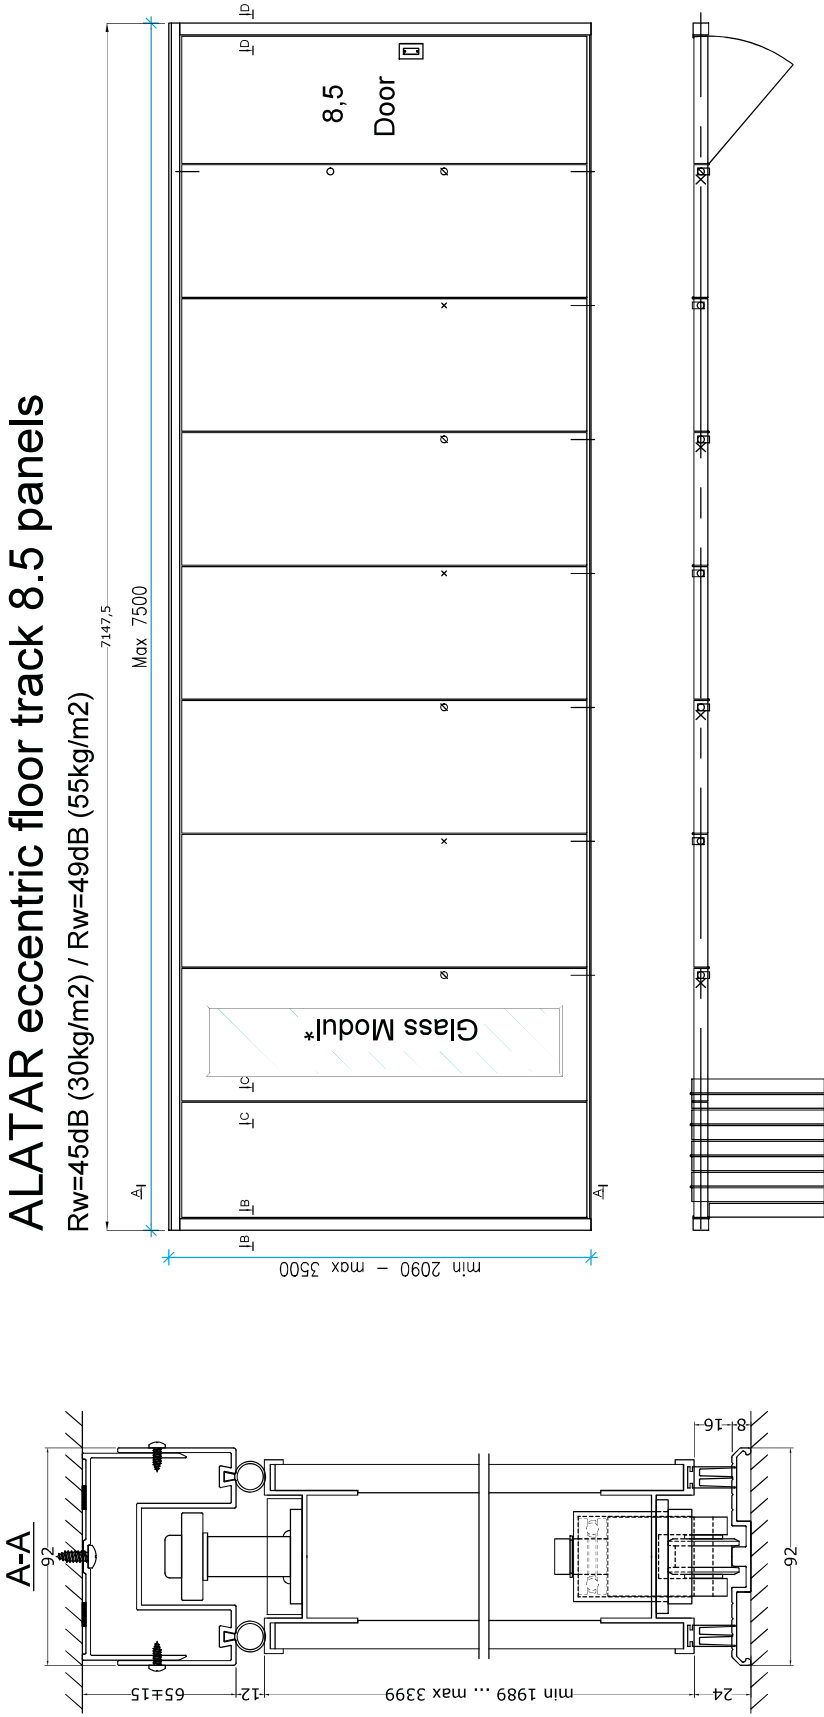 ALATAR eccentric floor track 8.5 panels
Rw=45dB (30kg/m2) / Rw=49dB (55kg/m2)
7147,5
Max 7500
min 2090 - max 3500
A
A
B
B
C
C
D
D
Glass Modul*
8,5
Door
A-A
92
65±15
12
min 1989 ... max 3399
24
16
8
92